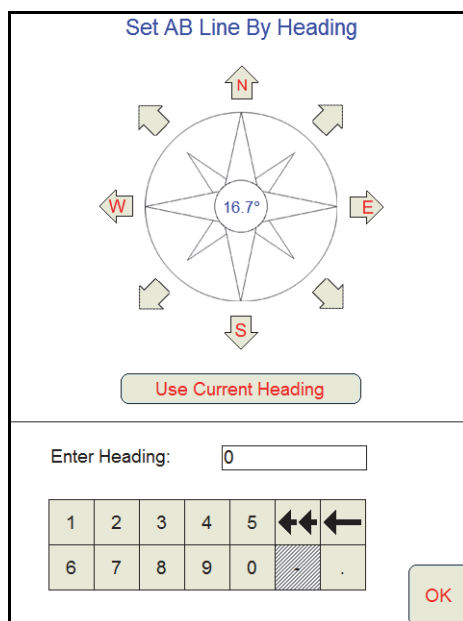 Set AB Line By Heading
N
W
16.7°
E
S
Use Current Heading
Enter Heading: 0
1 2 3 4 5
6 7 8 9 0 - .
OK